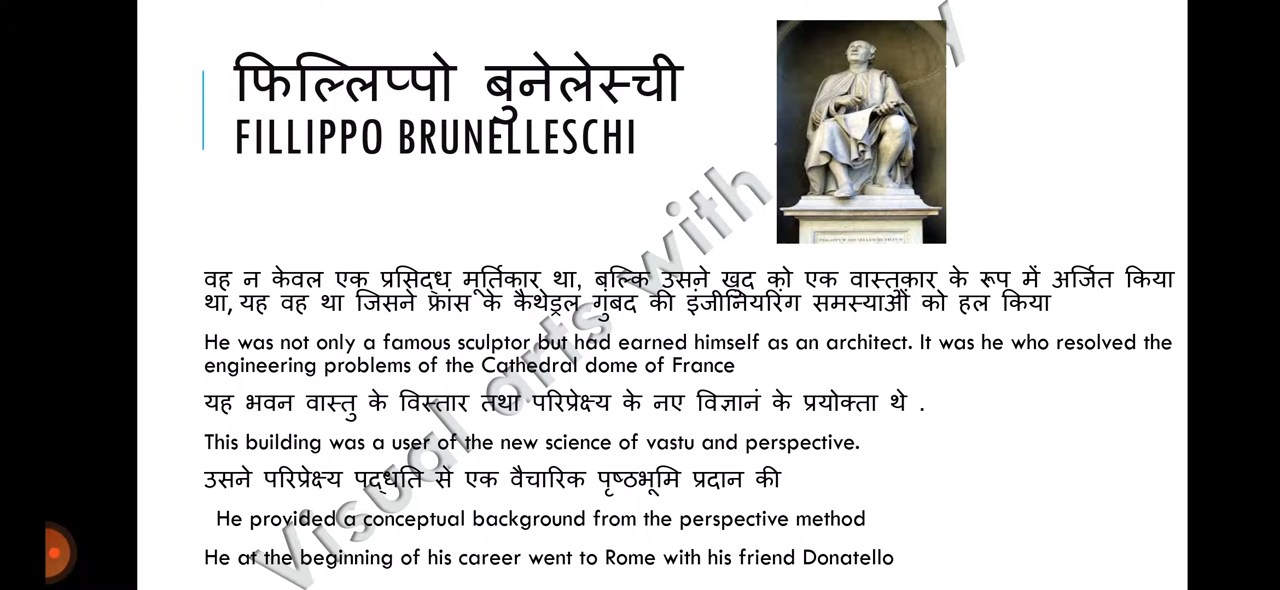 फिल्लिप्पो बुनेलेस्ची
FILLIPPO BRUNELLESCHI
वह न केवल एक प्रसिद्ध मूर्तिकार था, बल्कि उसने खुद को एक वास्तुकार के रूप में अर्जित किया
था, यह वह था जिसने फ्रांस के कैथेड्रल गुंबद की इंजीनियरिंग समस्याओं को हल किया
He was not only a famous sculptor but had earned himself as an architect. It was he who resolved the
engineering problems of the Cathedral dome of France
यह भवन वास्तु के विस्तार तथा परिप्रेक्ष्य के नए विज्ञानं के प्रयोक्ता थे .
This building was a user of the new science of vastu and perspective.
उसने परिप्रेक्ष्य पद्धति से एक वैचारिक पृष्ठभूमि प्रदान की
He provided a conceptual background from the perspective method
He at the beginning of his career went to Rome with his friend Donatello
Visual arts with